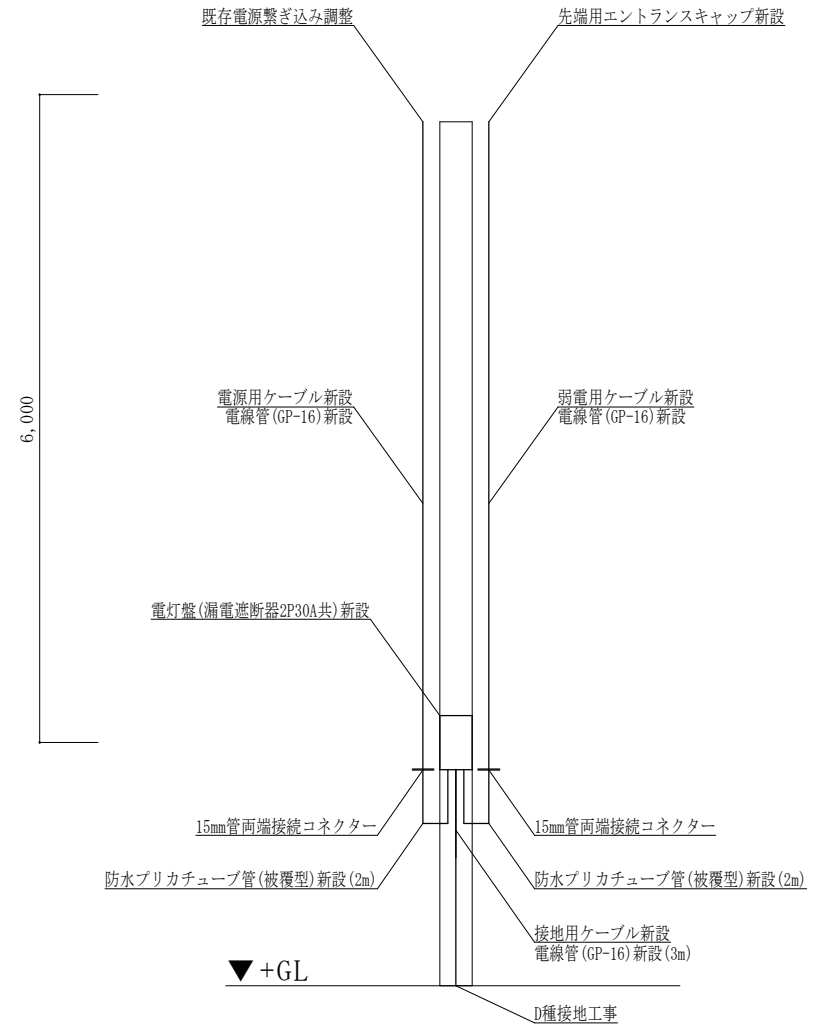 既存電源繋ぎ込み調整
先端用エントランスキャップ新設
6,000
電源用ケーブル新設
電線管(GP-16)新設
弱電用ケーブル新設
電線管(GP-16)新設
電灯盤(漏電遮断器2P30A共)新設
15mm管両端接続コネクター
15mm管両端接続コネクター
防水プリカチューブ管(被覆型)新設(2m)
防水プリカチューブ管(被覆型)新設(2m)
接地用ケーブル新設
電線管(GP-16)新設(3m)
▼+GL
D種接地工事